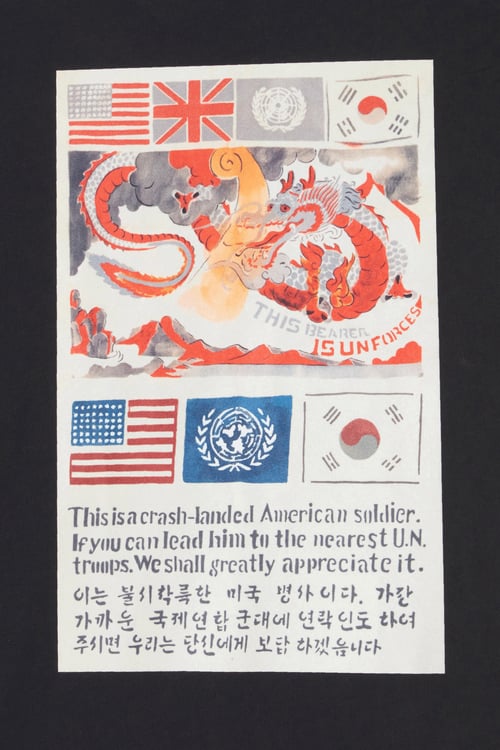 THIS BEARER
IS UN FORCES
This is a crash-landed American soldier.
If you can lead him to the nearest U.N.
troops. We shall greatly appreciate it.
이는 불시착륙한 미국 병사이다. 가장
가까운 국제연합 군대에 연락인도 하여
주시면 우리는 당신에게 보답 하겠읍니다